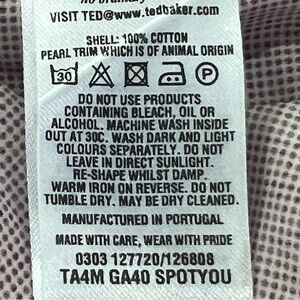 VISIT TED@www.tedbaker.com
SHELL: 100% COTTON
PEARL TRIM WHICH IS OF ANIMAL ORIGIN
30 P
DO NOT USE PRODUCTS
CONTAINING BLEACH, OIL OR
ALCOHOL. MACHINE WASH INSIDE
OUT AT 30C. WASH DARK AND LIGHT
COLOURS SEPARATELY. DO NOT
LEAVE IN DIRECT SUNLIGHT.
RE-SHAPE WHILST DAMP.
WARM IRON ON REVERSE. DO NOT
TUMBLE DRY. MAY BE DRY CLEANED.
MANUFACTURED IN PORTUGAL
MADE WITH CARE, WEAR WITH PRIDE
0303 127720/126808
TA4M GA40 SPOTYOU